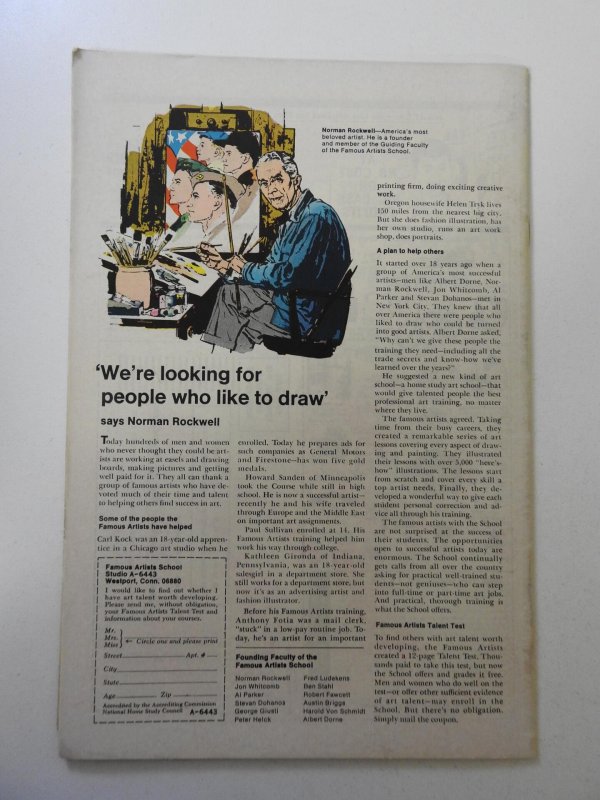 Norman Rockwell—America's most
beloved artist. He is a founder
and member of the Guiding Faculty
of the Famous Artists School.
'We're looking for
people who like to draw'
says Norman Rockwell
Today hundreds of men and women
who never thought they could be art-
ists are working at easels and drawing
boards, making pictures and getting
well paid for it. They all can thank a
group of famous artists who have de-
voted much of their time and talent
to helping others find success in art.
Some of the people the
Famous Artists have helped
Carl Kock was an 18-year-old appren-
tice in a Chicago art studio when he
Famous Artists School
Studio A-6443
Westport, Conn. 06880
I would like to find out whether I
have art talent worth developing.
Please send me, without obligation,
your Famous Artists Talent Test and
information about your courses.
Mr.
Mrs.
Miss
← Circle one and please print
Street Apt. #
City
State
Age Zip
Accredited by the Accrediting Commission
National Home Study Council A-6443
enrolled. Today he prepares ads for
such companies as General Motors
and Firestone—has won five gold
medals.
Howard Sanden of Minneapolis
took the Course while still in high
school. He is now a successful artist—
recently he and his wife traveled
through Europe and the Middle East
on important art assignments.
Paul Sullivan enrolled at 14. His
Famous Artists training helped him
work his way through college.
Kathleen Gironda of Indiana,
Pennsylvania, was an 18-year-old
salesgirl in a department store. She
still works for a department store, but
now it's as an advertising artist and
fashion illustrator.
Before his Famous Artists training,
Anthony Fotia was a mail clerk,
"stuck" in a low-pay routine job. To-
day, he's an artist for an important
Founding Faculty of the
Famous Artists School
Norman Rockwell
Jon Whitcomb
Al Parker
Stevan Dohanos
George Giusti
Peter Helck
Fred Ludekens
Ben Stahl
Robert Fawcett
Austin Briggs
Harold Von Schmidt
Albert Dorne
printing firm, doing exciting creative
work.
Oregon housewife Helen Tryk lives
150 miles from the nearest big city.
But she does fashion illustration, has
her own studio, runs an art work
shop, does portraits.
A plan to help others
It started over 18 years ago when a
group of America's most successful
artists—men like Albert Dorne, Nor-
man Rockwell, Jon Whitcomb, Al
Parker and Stevan Dohanos—met in
New York City. They knew that all
over America there were people who
liked to draw who could be turned
into good artists. Albert Dorne asked,
"Why can't we give these people the
training they need—including all the
trade secrets and know-how we've
learned over the years?"
He suggested a new kind of art
school—a home study art school—that
would give talented people the best
professional art training, no matter
where they live.
The famous artists agreed. Taking
time from their busy careers, they
created a remarkable series of art
lessons covering every aspect of draw-
ing and painting. They illustrated
their lessons with over 5,000 "here's-
how" illustrations. The lessons start
from scratch and cover every skill a
top artist needs. Finally, they de-
veloped a wonderful way to give each
student personal correction and ad-
vice all through his training.
The famous artists with the School
are not surprised at the success of
their students. The opportunities
open to successful artists today are
enormous. The School continually
gets calls from all over the country
asking for practical well-trained stu-
dents—not geniuses—who can step
into full-time or part-time art jobs.
And practical, thorough training is
what the School offers.
Famous Artists Talent Test
To find others with art talent worth
developing, the Famous Artists
created a 12-page Talent Test. Thou-
sands paid to take this test, but now
the School offers and grades it free.
Men and women who do well on the
test—or offer other sufficient evidence
of art talent—may enroll in the
School. But there's no obligation.
Simply mail the coupon.